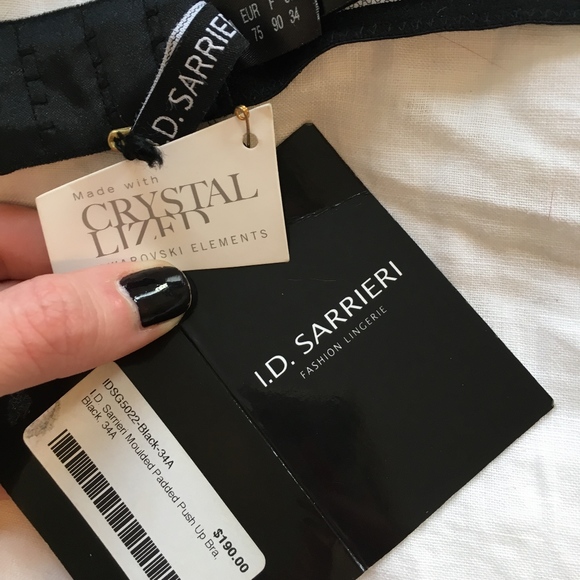 EUR F
75 90 34
I.D. SARRIERI
Made with
CRYSTAL
LIZED
SWAROVSKI ELEMENTS
I.D. SARRIERI
FASHION LINGERIE
IDSG5022-Black-34A
I.D. Sarrieri Moulded Padded Push Up Bra,
Black, 34A
$190.00